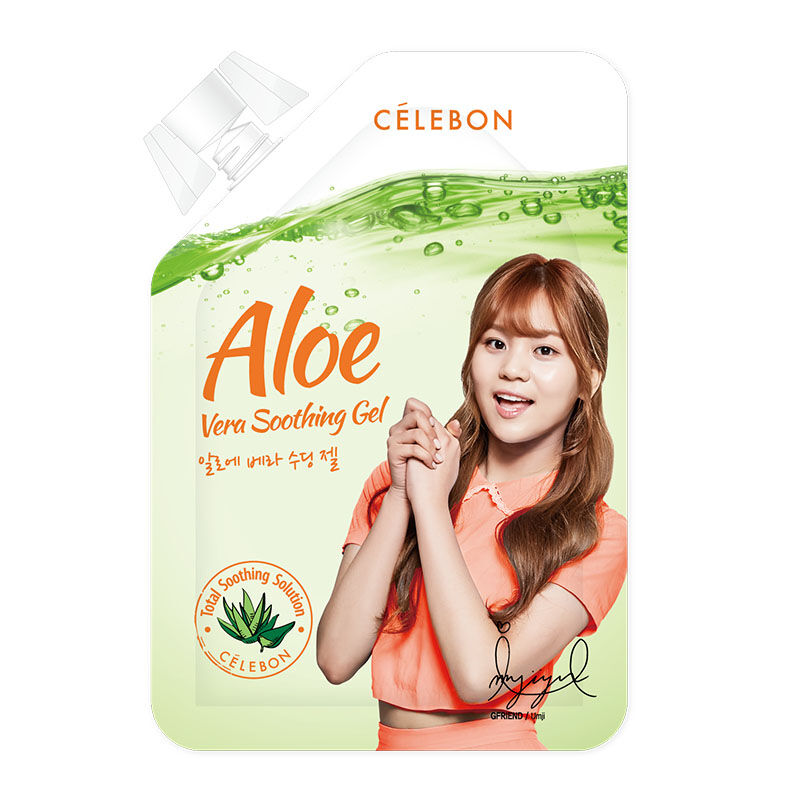 CÉLEBON
Aloe
Vera Soothing Gel
알로에 베라 수딩 젤
Total Soothing Solution
CÉLEBON
GFRIEND / Umji